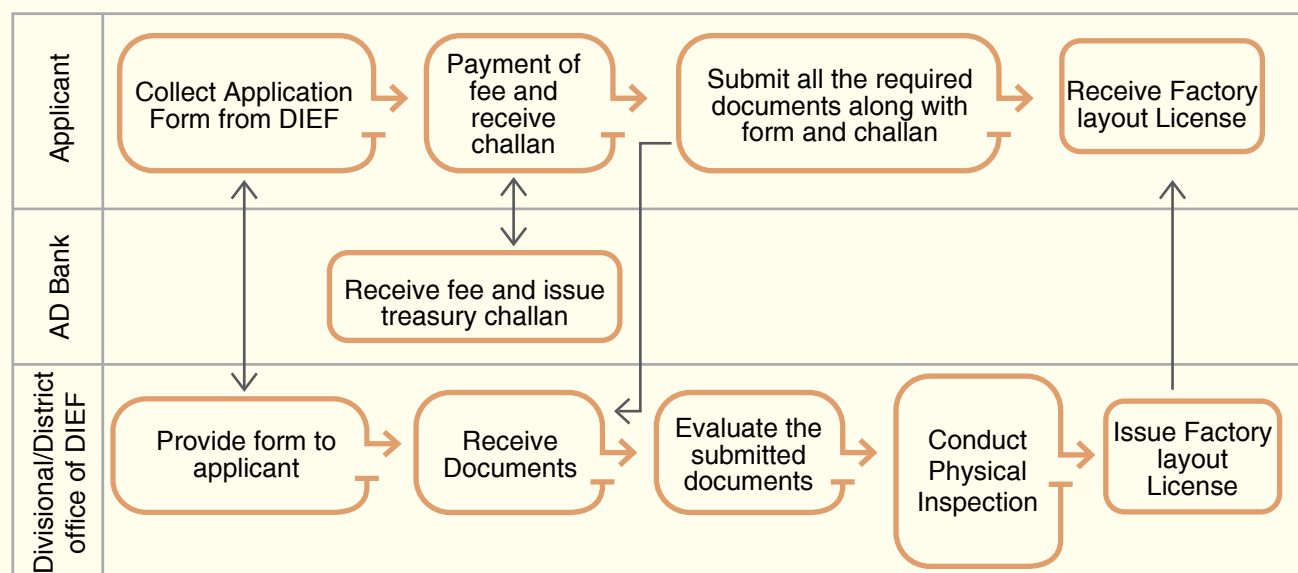 Applicant
Collect Application
Form from DIEF
Payment of
fee and
receive
challan
Submit all the required
documents along with
form and challan
Receive Factory
layout License
AD Bank
Receive fee and issue
treasury challan
Divisional/District
office of DIEF
Provide form to
applicant
Receive
Documents
Evaluate the
submitted
documents
Conduct
Physical
Inspection
Issue Factory
layout
License